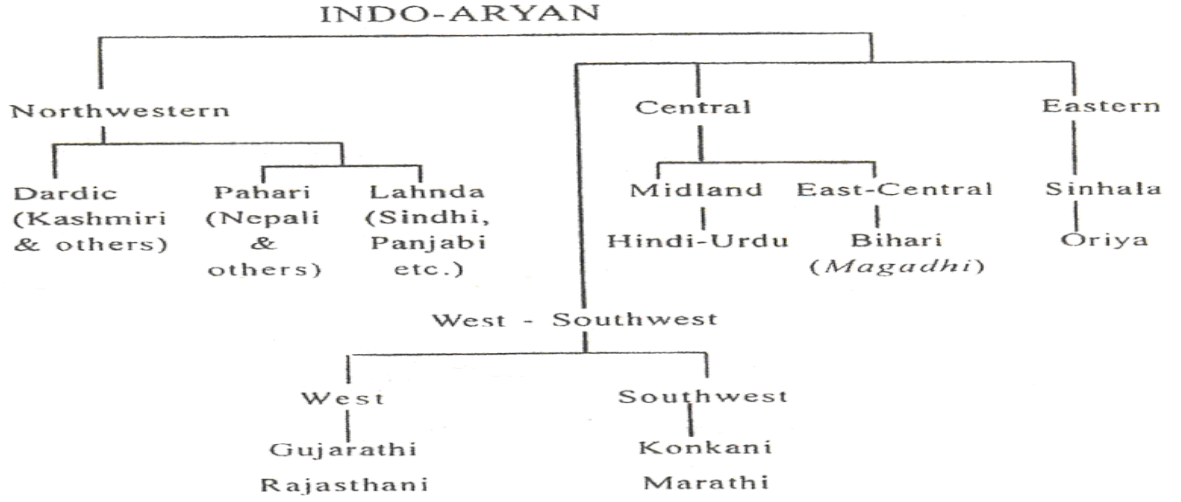 INDO-ARYAN
Northwestern
Central
Eastern
Dardic
(Kashmiri
& others)
Pahari
(Nepali
&
others)
Lahnda
(Sindhi,
Panjabi
etc.)
Midland
Hindi-Urdu
East-Central
Bihari
(Magadhi)
Sinhala
Oriya
West - Southwest
West
Gujarathi
Rajasthani
Southwest
Konkani
Marathi